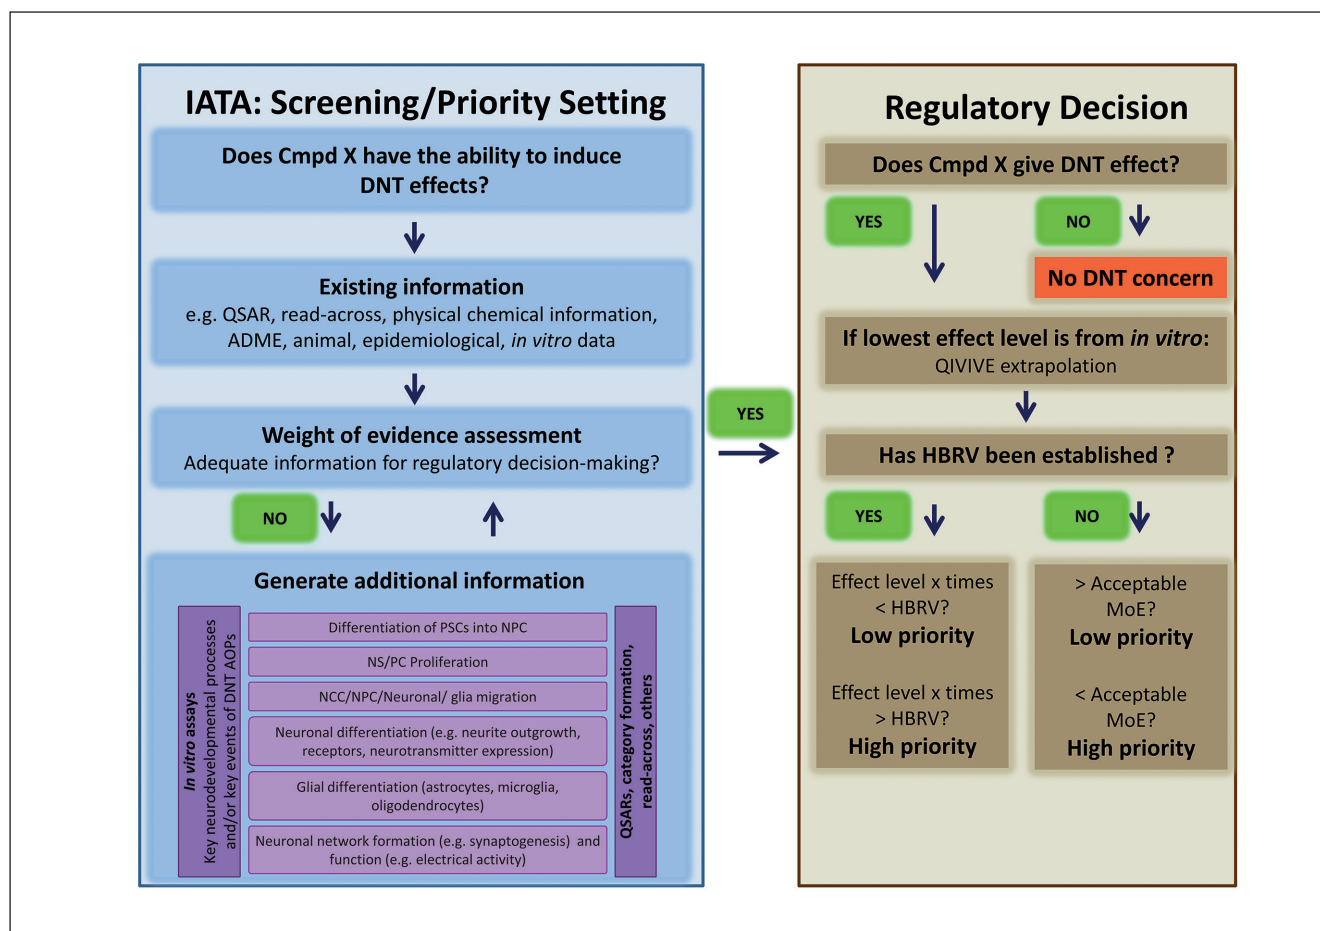 IATA: Screening/Priority Setting
Does Cmpd X have the ability to induce
DNT effects?
Existing information
e.g. QSAR, read-across, physical chemical information,
ADME, animal, epidemiological, in vitro data
Weight of evidence assessment
Adequate information for regulatory decision-making?
NO
Generate additional information
In vitro assays
Key neurodevelopmental processes
and/or key events of DNT AOPs
Differentiation of PSCs into NPC
NS/PC Proliferation
NCC/NPC/Neuronal/ glia migration
Neuronal differentiation (e.g. neurite outgrowth,
receptors, neurotransmitter expression)
Glial differentiation (astrocytes, microglia,
oligodendrocytes)
Neuronal network formation (e.g. synaptogenesis) and
function (e.g. electrical activity)
QSARs, category formation,
read-across, others
YES
Regulatory Decision
Does Cmpd X give DNT effect?
YES
NO
No DNT concern
If lowest effect level is from in vitro:
QIVIVE extrapolation
Has HBRV been established ?
YES
NO
Effect level x times
< HBRV?
Low priority
Effect level x times
> HBRV?
High priority
> Acceptable
MoE?
Low priority
< Acceptable
MoE?
High priority